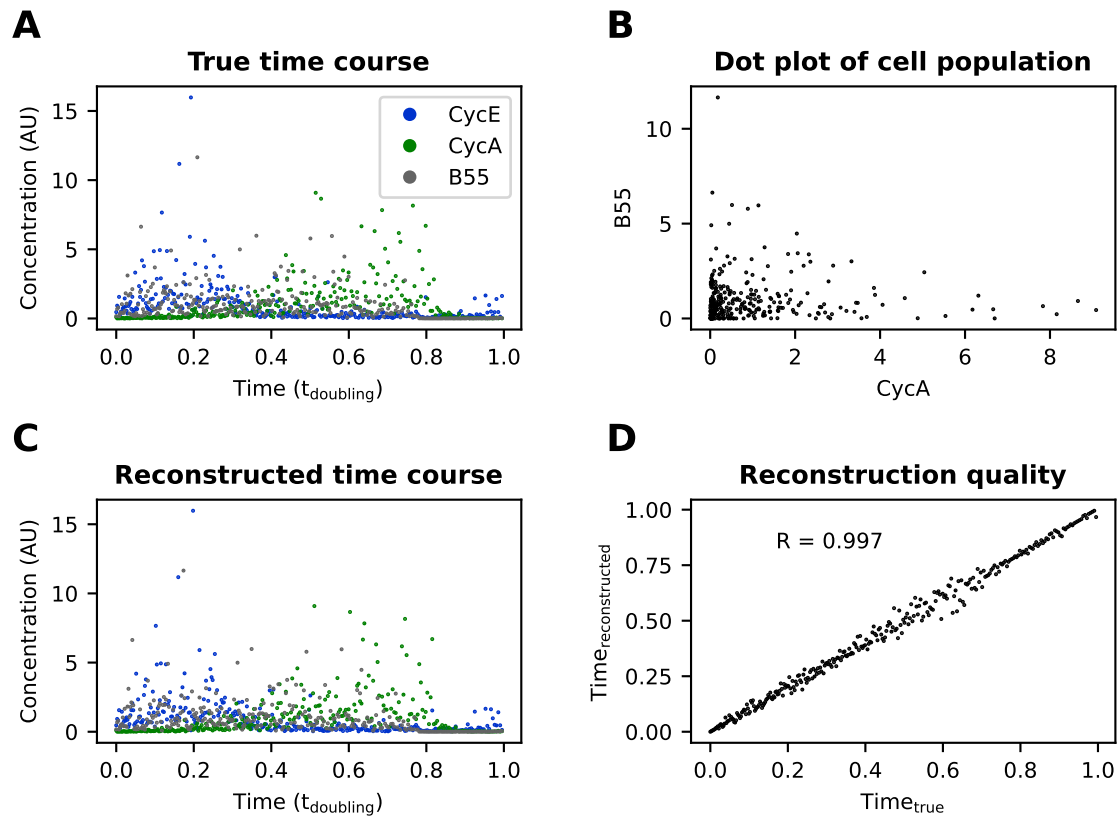 A
True time course
Concentration (AU)
15
10
5
0
CycE
CycA
B55
0.0 0.2 0.4 0.6 0.8 1.0
Time (t_doubling)
B
Dot plot of cell population
B55
10
5
0
0 2 4 6 8
CycA
C
Reconstructed time course
Concentration (AU)
15
10
5
0
0.0 0.2 0.4 0.6 0.8 1.0
Time (t_doubling)
D
Reconstruction quality
Time_reconstructed
1.00
0.75
0.50
0.25
0.00
R = 0.997
0.0 0.2 0.4 0.6 0.8 1.0
Time_true